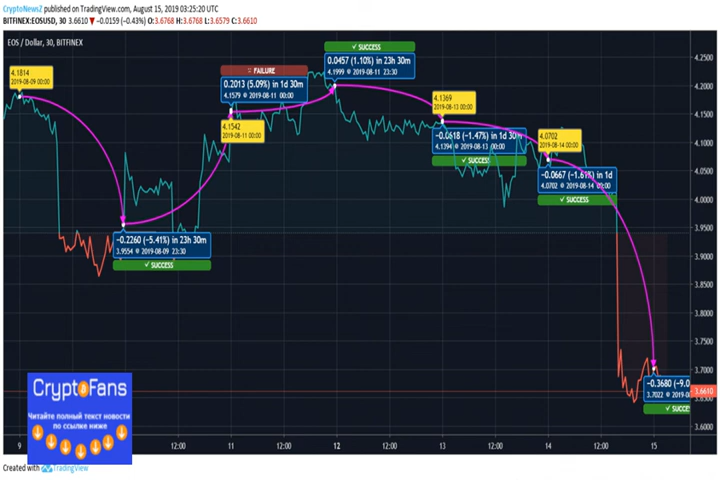 CryptoNewsZ published on TradingView.com, August 15, 2019 03:25:20 UTC
BITFINEX:EOSUSD, 30 3.6610 ▼ −0.0159 (−0.43%) O:3.6768 H:3.6768 L:3.6579 C:3.6610
EOS / Dollar, 30, BITFINEX
✓ SUCCESS
0.0457 (1.10%) in 23h 30m
4.1999 @ 2019-08-11 23:30
4.1814
2019-08-09 00:00
FAILURE
0.2013 (5.09%) in 1d 30m
4.1579 @ 2019-08-11 00:00
4.1542
2019-08-11 00:00
4.1369
2019-08-13 00:00
−0.0618 (−1.47%) in 1d 30m
4.1394 @ 2019-08-13 00:00
✓ SUCCESS
4.0702
2019-08-14 00:00
−0.0667 (−1.61%) in 1d
4.0702 @ 2019-08-14 00:00
✓ SUCCESS
−0.2260 (−5.41%) in 23h 30m
3.9554 @ 2019-08-09 23:30
✓ SUCCESS
−0.3680 (−9.0
3.7022 @ 2019-08-
✓ SUCCES
4.2500
4.2000
4.1500
4.1000
4.0500
4.0000
3.9500
3.9000
3.8500
3.8000
3.7500
3.7000
3.6610
3.6500
3.6000
CryptoFans
Читайте полный текст новости
по ссылке ниже
9
12:00
11
12:00
12
12:00
13
12:00
14
12:00
15
Created with TradingView